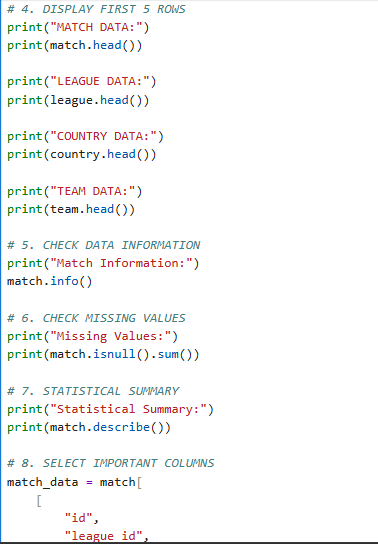 # 4. DISPLAY FIRST 5 ROWS
print("MATCH DATA:")
print(match.head())
print("LEAGUE DATA:")
print(league.head())
print("COUNTRY DATA:")
print(country.head())
print("TEAM DATA:")
print(team.head())
# 5. CHECK DATA INFORMATION
print("Match Information:")
match.info()
# 6. CHECK MISSING VALUES
print("Missing Values:")
print(match.isnull().sum())
# 7. STATISTICAL SUMMARY
print("Statistical Summary:")
print(match.describe())
# 8. SELECT IMPORTANT COLUMNS
match_data = match[
    [
        "id",
        "league_id",